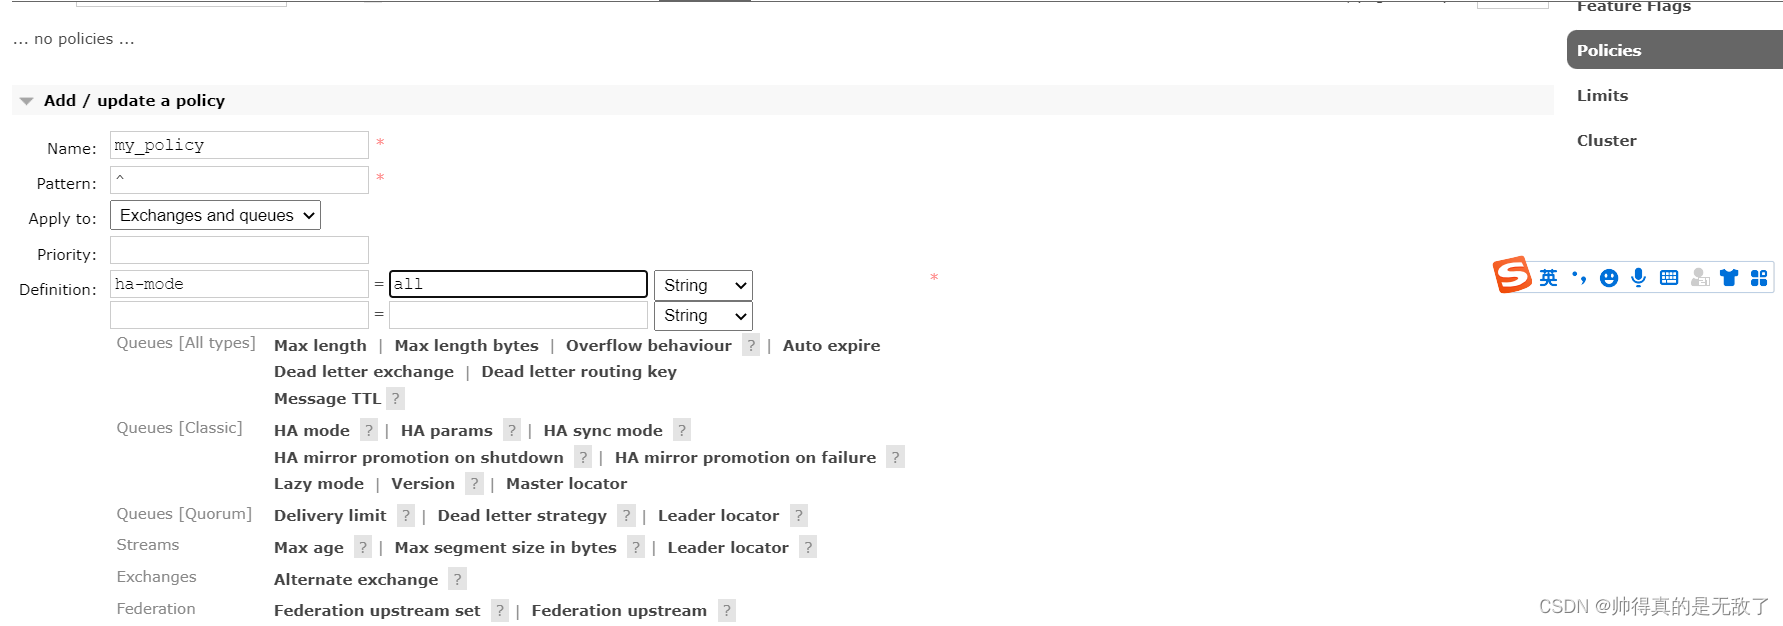 Feature Flags
... no policies ...
Policies
Add / update a policy
Limits
Cluster
Name: my_policy *
Pattern: ^ *
Apply to: Exchanges and queues
Priority:
Definition: ha-mode = all String *
= String
英
Queues [All types] Max length | Max length bytes | Overflow behaviour ? | Auto expire
Dead letter exchange | Dead letter routing key
Message TTL ?
Queues [Classic] HA mode ? | HA params ? | HA sync mode ?
HA mirror promotion on shutdown ? | HA mirror promotion on failure ?
Lazy mode | Version ? | Master locator
Queues [Quorum] Delivery limit ? | Dead letter strategy ? | Leader locator ?
Streams Max age ? | Max segment size in bytes ? | Leader locator ?
Exchanges Alternate exchange ?
Federation Federation upstream set ? | Federation upstream ?
CSDN @帅得真的是无敌了